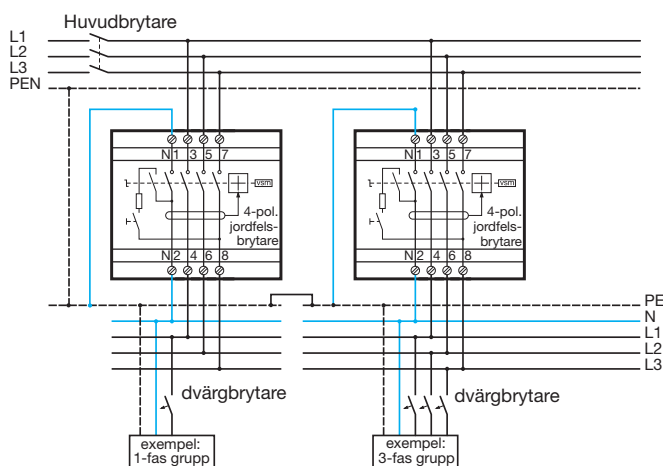 Huvudbrytare
L1
L2
L3
PEN
N 1 3 5 7
N 1 3 5 7
vsm
vsm
4-pol.
jordfels-
brytare
4-pol.
jordfels-
brytare
N 2 4 6 8
N 2 4 6 8
PE
N
L1
L2
L3
dvärgbrytare
dvärgbrytare
exempel:
1-fas grupp
exempel:
3-fas grupp